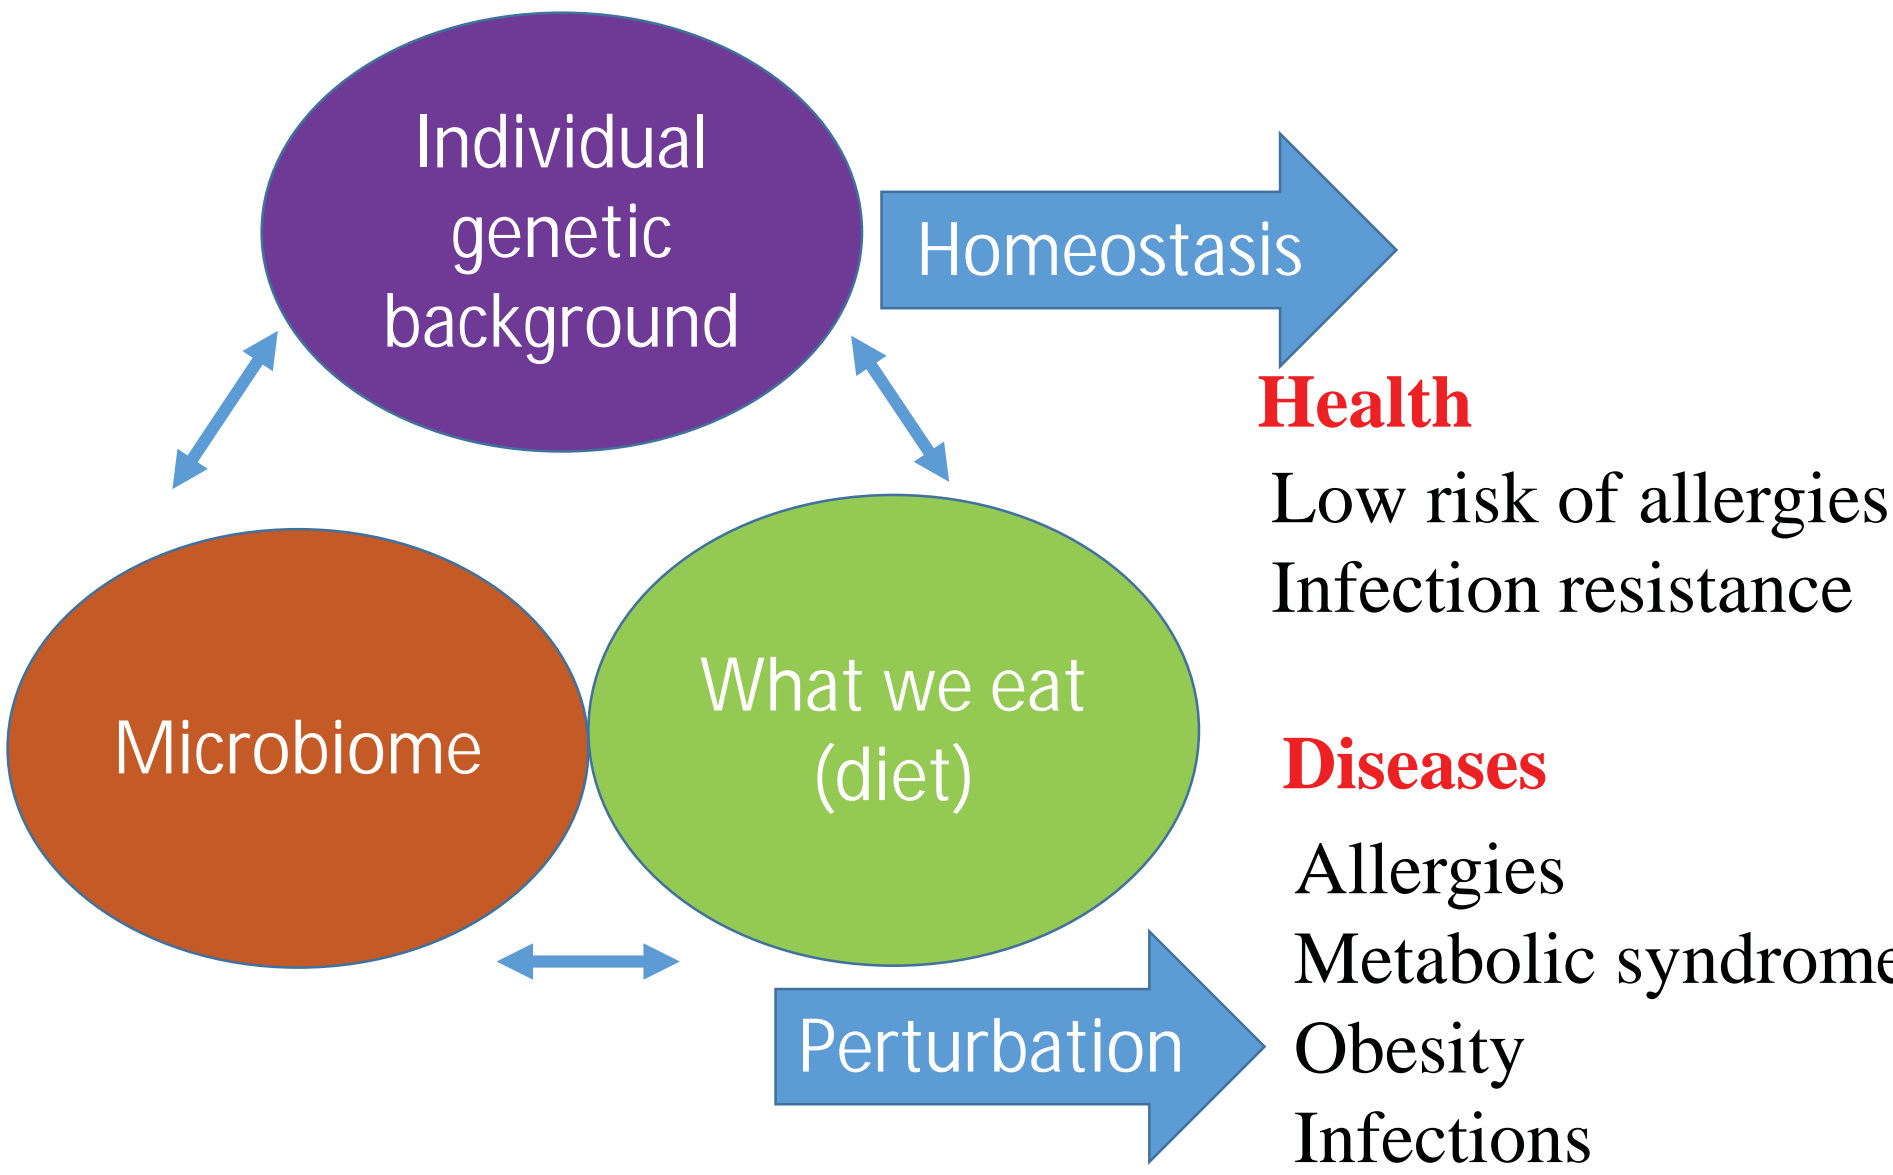 Individual
genetic
background
Homeostasis
Health
Low risk of allergies
Infection resistance
Microbiome
What we eat
(diet)
Diseases
Allergies
Metabolic syndrome
Obesity
Infections
Perturbation